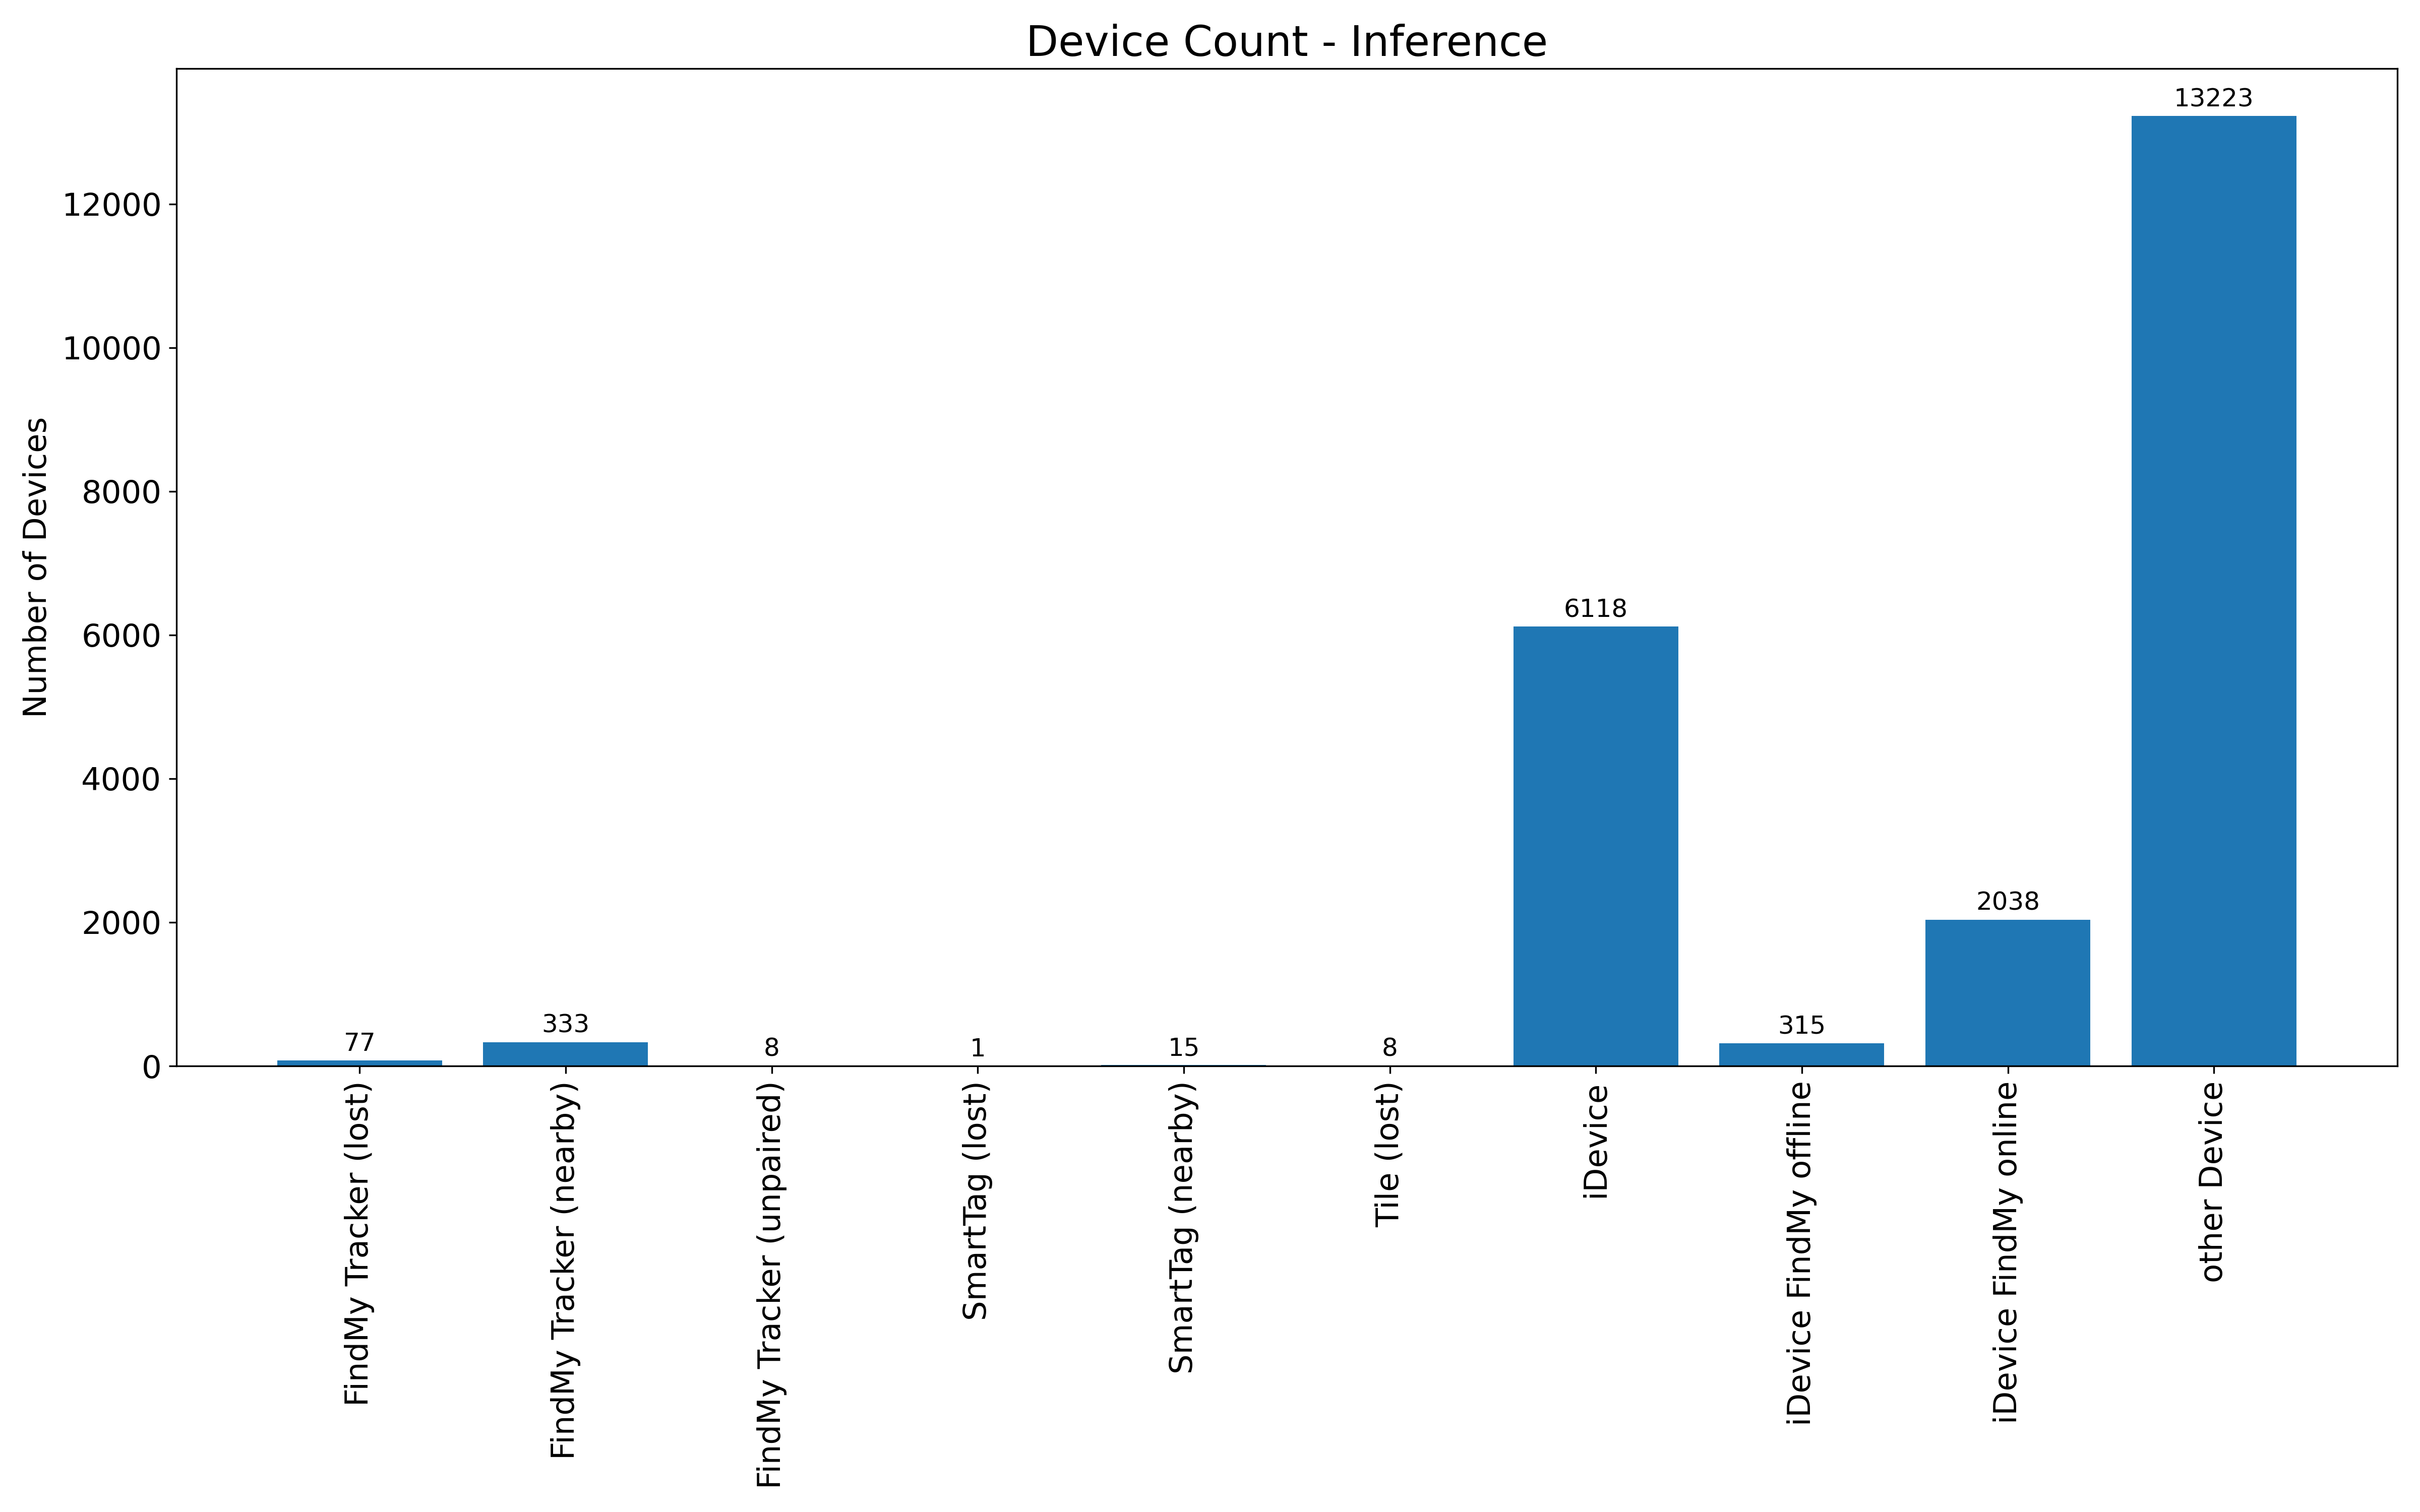 Device Count - Inference
Number of Devices
12000
10000
8000
6000
4000
2000
0
77
333
8
1
15
8
6118
315
2038
13223
FindMy Tracker (lost)
FindMy Tracker (nearby)
FindMy Tracker (unpaired)
SmartTag (lost)
SmartTag (nearby)
Tile (lost)
iDevice
iDevice FindMy offline
iDevice FindMy online
other Device